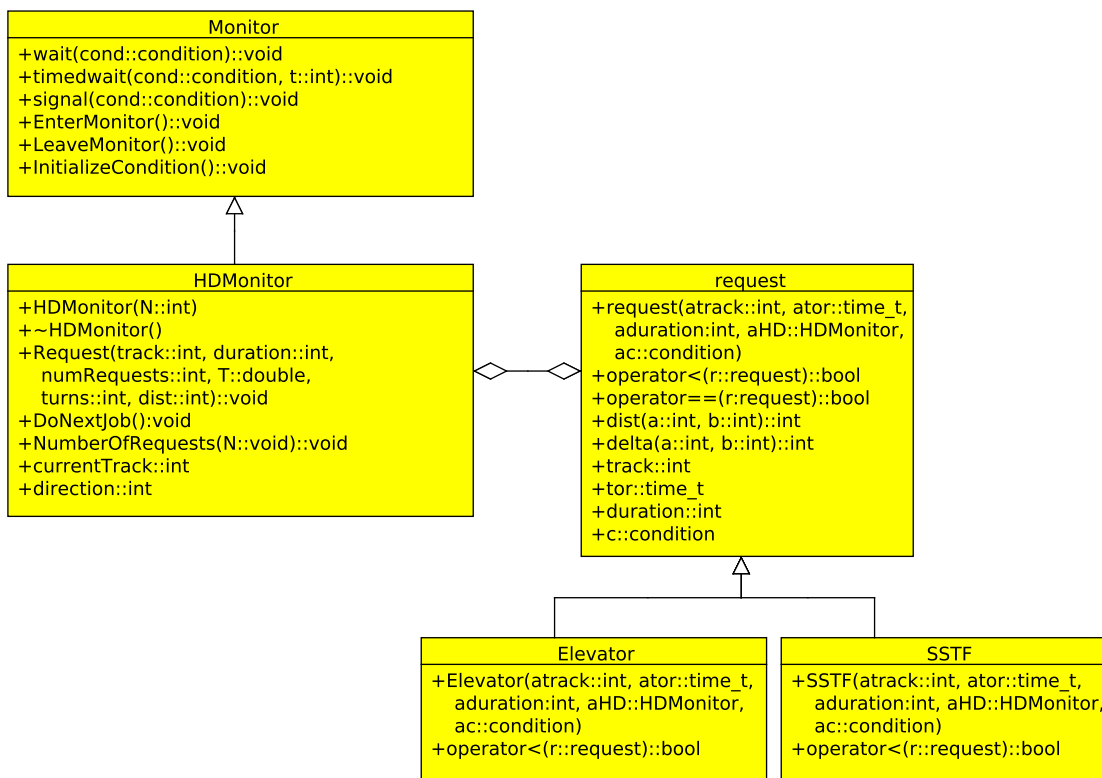 Monitor
+wait(cond::condition)::void
+timedwait(cond::condition, t::int)::void
+signal(cond::condition)::void
+EnterMonitor()::void
+LeaveMonitor()::void
+InitializeCondition()::void
HDMonitor
+HDMonitor(N::int)
+~HDMonitor()
+Request(track::int, duration::int,
numRequests::int, T::double,
turns::int, dist::int)::void
+DoNextJob():void
+NumberOfRequests(N::void)::void
+currentTrack::int
+direction::int
request
+request(atrack::int, ator::time_t,
aduration:int, aHD::HDMonitor,
ac::condition)
+operator<(r::request)::bool
+operator==(r:request)::bool
+dist(a::int, b::int)::int
+delta(a::int, b::int)::int
+track::int
+tor::time_t
+duration::int
+c::condition
Elevator
+Elevator(atrack::int, ator::time_t,
aduration:int, aHD::HDMonitor,
ac::condition)
+operator<(r::request)::bool
SSTF
+SSTF(atrack::int, ator::time_t,
aduration:int, aHD::HDMonitor,
ac::condition)
+operator<(r::request)::bool